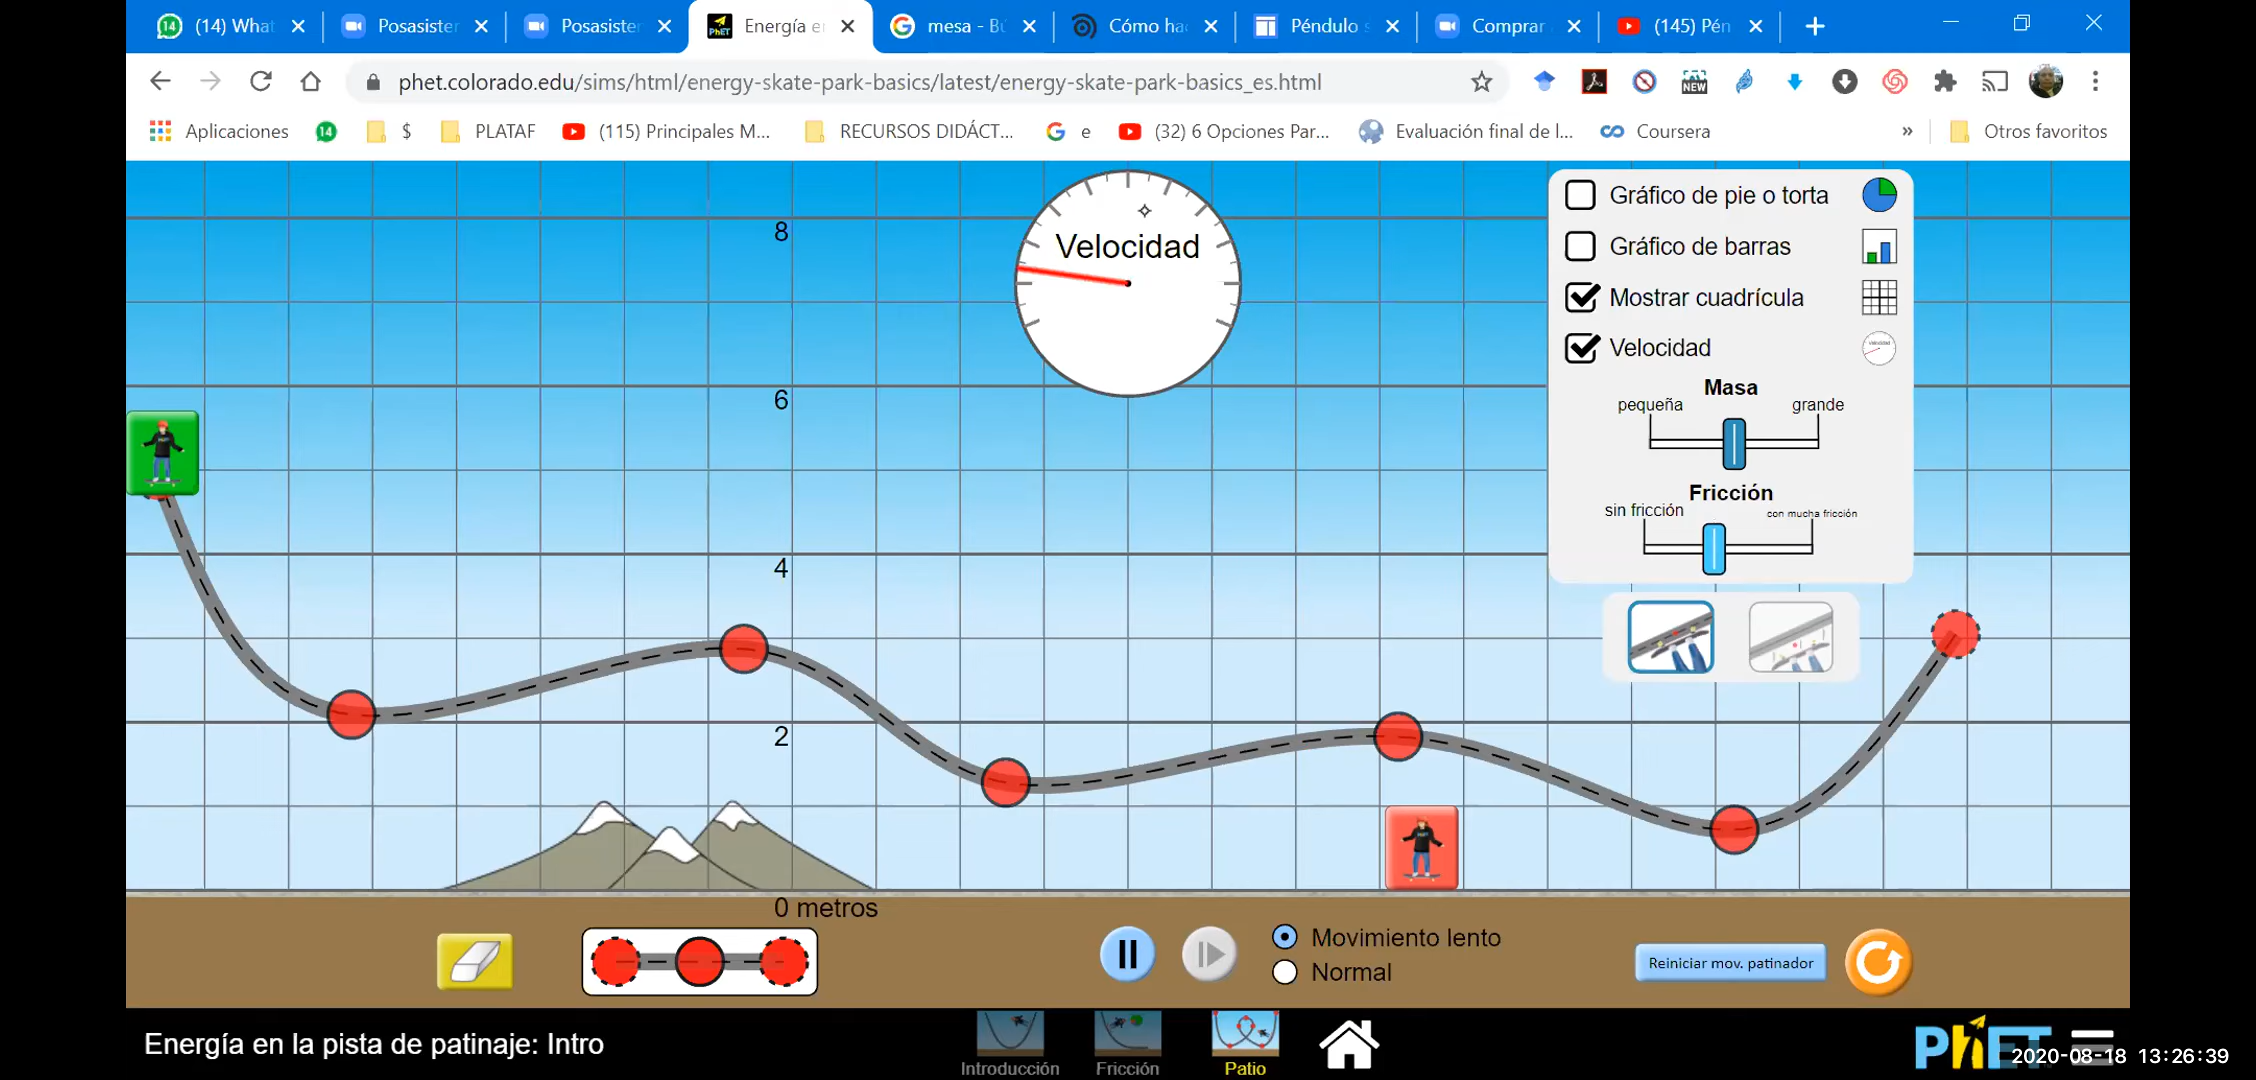 (14) What
Posasister
Posasister
Energía e
mesa - B
Cómo ha
Péndulo s
Comprar
(145) Pén
phet.colorado.edu/sims/html/energy-skate-park-basics/latest/energy-skate-park-basics_es.html
NEW
Aplicaciones
14
$
PLATAF
(115) Principales M...
RECURSOS DIDÁCT...
e
(32) 6 Opciones Par...
Evaluación final de l...
Coursera
»
Otros favoritos
8
Velocidad
6
4
2
0 metros
Gráfico de pie o torta
Gráfico de barras
Mostrar cuadrícula
Velocidad
Masa
pequeña
grande
Fricción
sin fricción
con mucha fricción
Movimiento lento
Normal
Reiniciar mov. patinador
Energía en la pista de patinaje: Intro
Introducción
Fricción
Patio
PhET
2020-08-18 13:26:39